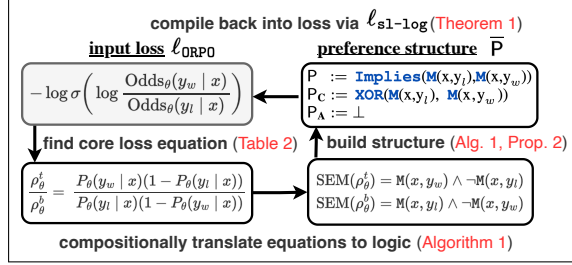 compile back into loss via ℓsl-log (Theorem 1)
input loss ℓORPO
preference structure P̅
− log σ( log Oddsθ(yw | x) / Oddsθ(yl | x) )
P := Implies(M(x,yl),M(x,yw))
PC := XOR(M(x,yl), M(x,yw))
PA := ⊥
find core loss equation (Table 2)
build structure (Alg. 1, Prop. 2)
ρθᵗ / ρθᵇ = Pθ(yw | x)(1 − Pθ(yl | x)) / Pθ(yl | x)(1 − Pθ(yw | x))
SEM(ρθᵗ) = M(x, yw) ∧ ¬M(x, yl)
SEM(ρθᵇ) = M(x, yl) ∧ ¬M(x, yw)
compositionally translate equations to logic (Algorithm 1)